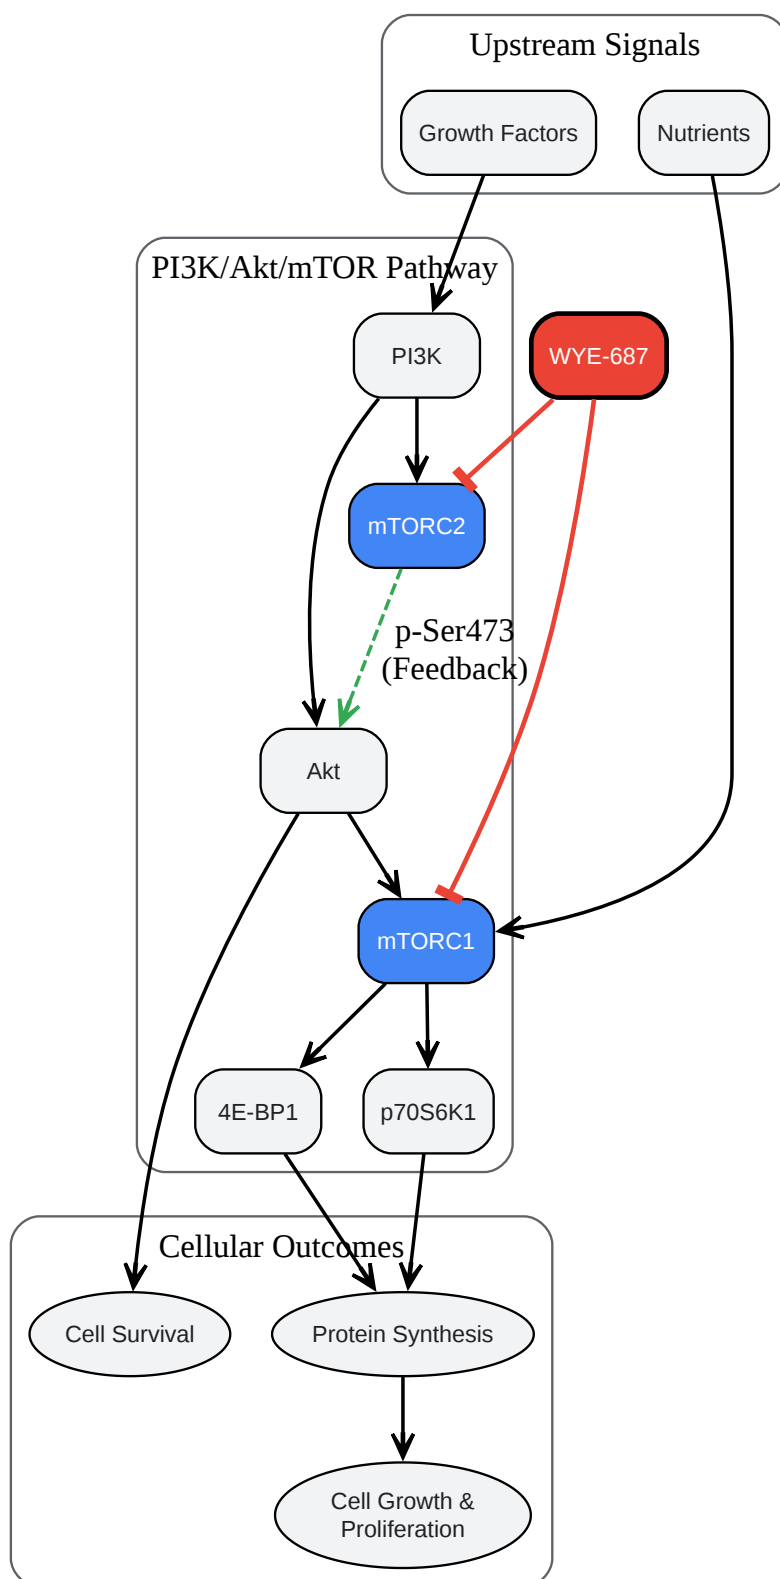 Upstream Signals
Growth Factors
Nutrients
PI3K/Akt/mTOR Pathway
PI3K
WYE-687
mTORC2
p-Ser473
(Feedback)
Akt
mTORC1
4E-BP1
p70S6K1
Cellular Outcomes
Cell Survival
Protein Synthesis
Cell Growth &
Proliferation